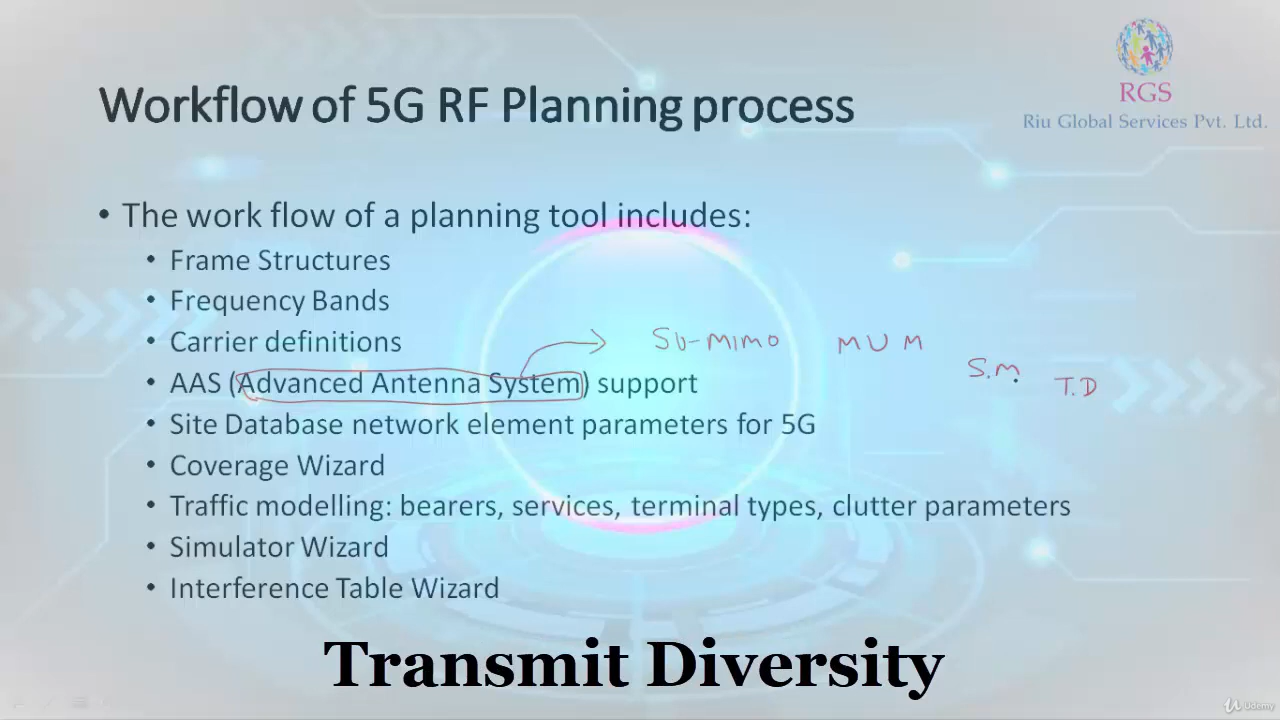 RGS
Riu Global Services Pvt. Ltd.
Workflow of 5G RF Planning process
• The work flow of a planning tool includes:
• Frame Structures
• Frequency Bands
• Carrier definitions
SU-MIMO MUM
• AAS (Advanced Antenna System) support
S.M
T.D
• Site Database network element parameters for 5G
• Coverage Wizard
• Traffic modelling: bearers, services, terminal types, clutter parameters
• Simulator Wizard
• Interference Table Wizard
Transmit Diversity
Udemy